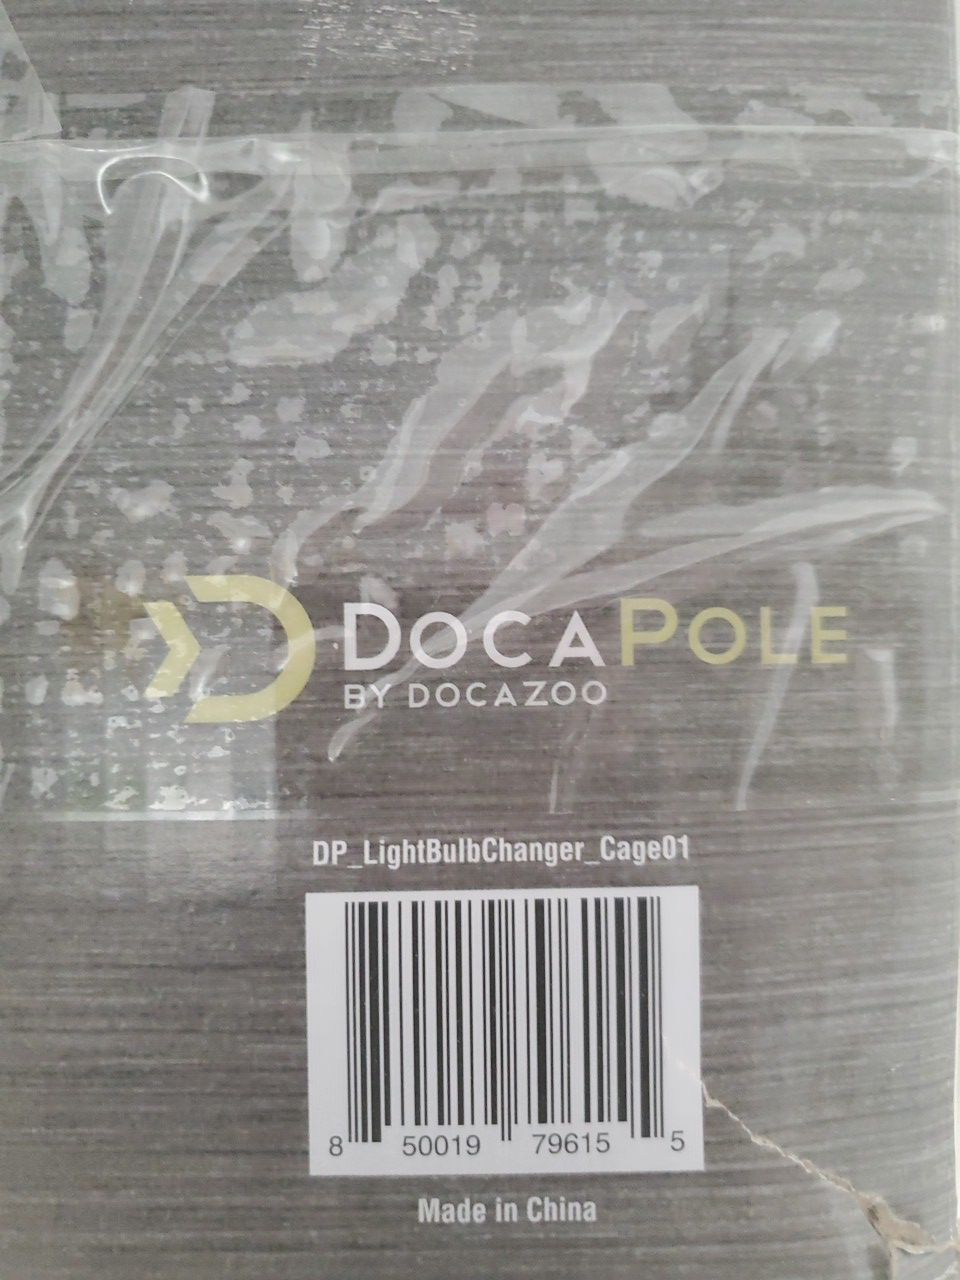 DOCAPOLE
BY DOCAZOO
DP_LightBulbChanger_Cage01
8 50019 79615 5
Made in China